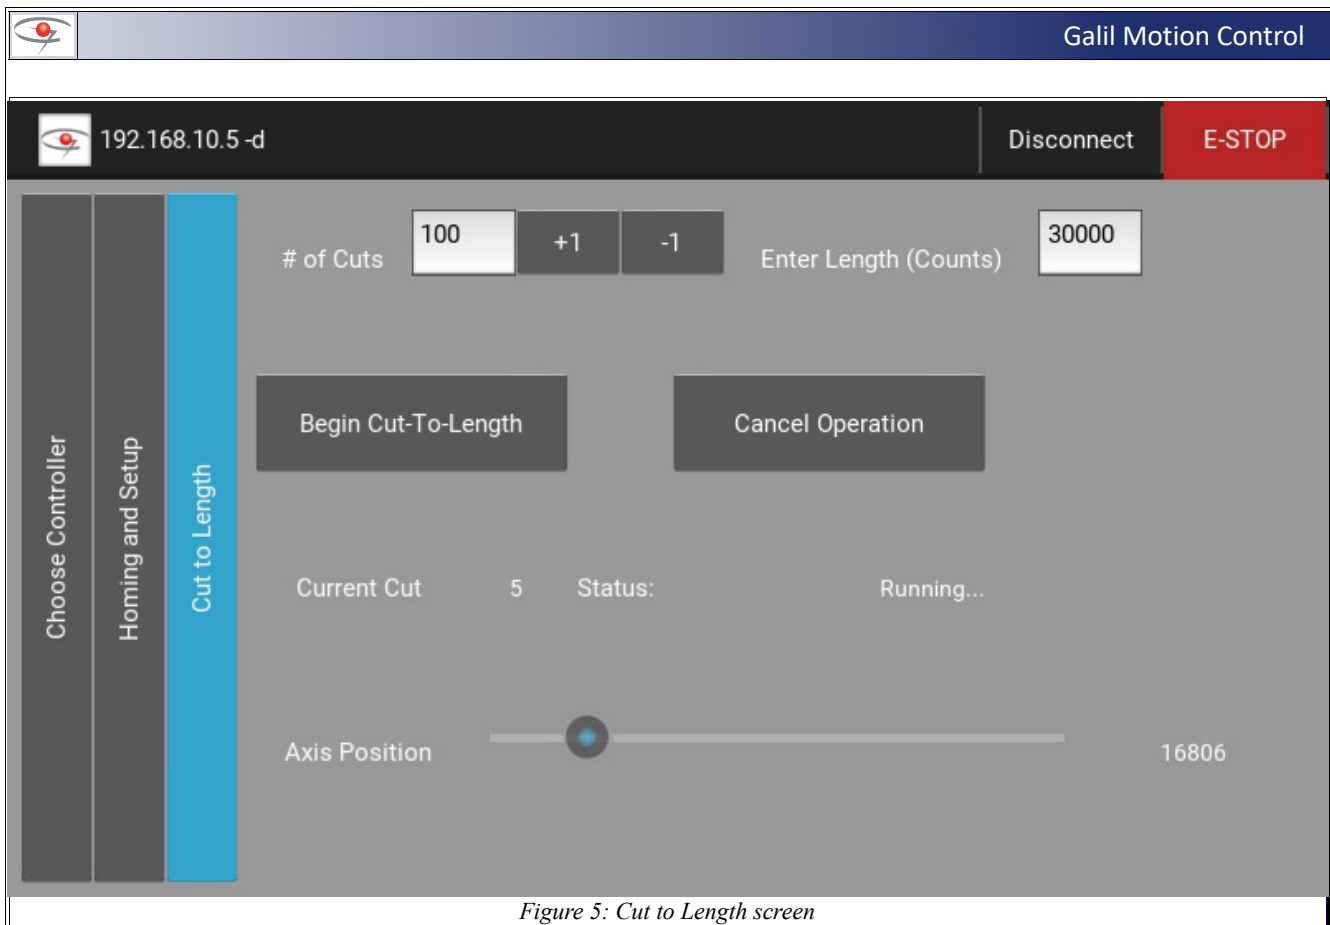 Galil Motion Control
192.168.10.5 -d
Disconnect
E-STOP
Choose Controller
Homing and Setup
Cut to Length
# of Cuts
100
+1
-1
Enter Length (Counts)
30000
Begin Cut-To-Length
Cancel Operation
Current Cut
5
Status:
Running...
Axis Position
16806
Figure 5: Cut to Length screen